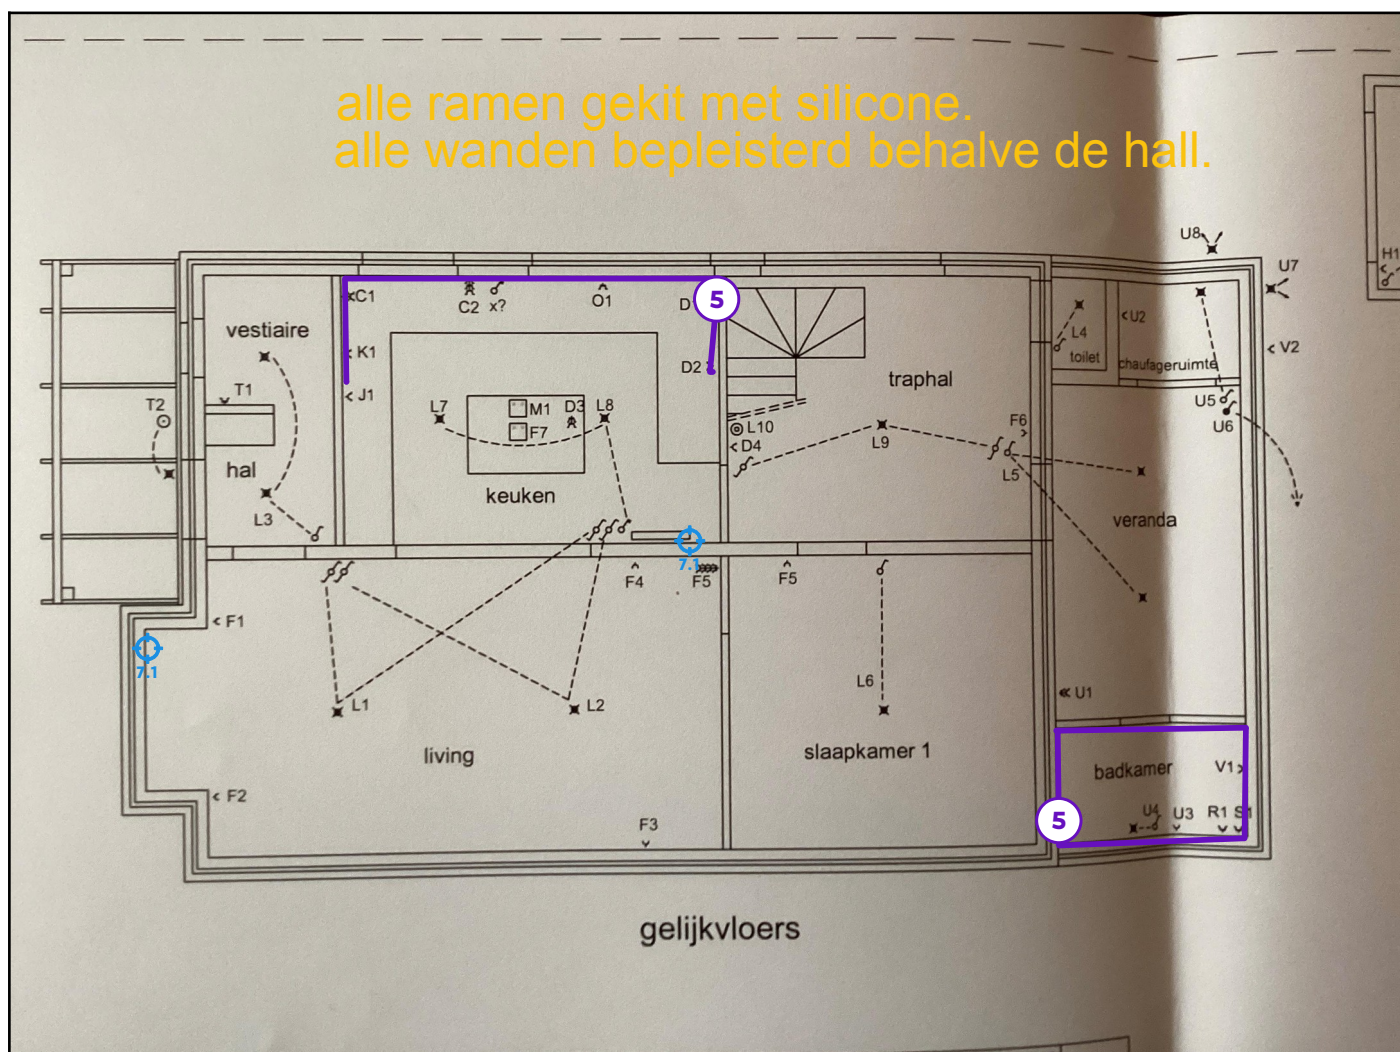 alle ramen gekit met silicone.
alle wanden bepleisterd behalve de hall.
U8
U7
H1
C1
C2
x?
O1
D
5
U2
L4
V2
vestiaire
K1
toilet
chaufageruimte
D2
traphal
T1
J1
T2
L7
M1
D3
L8
F7
U5
U6
L10
D4
L9
F6
L5
hal
keuken
L3
veranda
7.1
F4
F5
F5
F1
7.1
L6
U1
L1
L2
living
slaapkamer 1
badkamer
V1
F2
F3
5
U4
U3
R1
S1
gelijkvloers